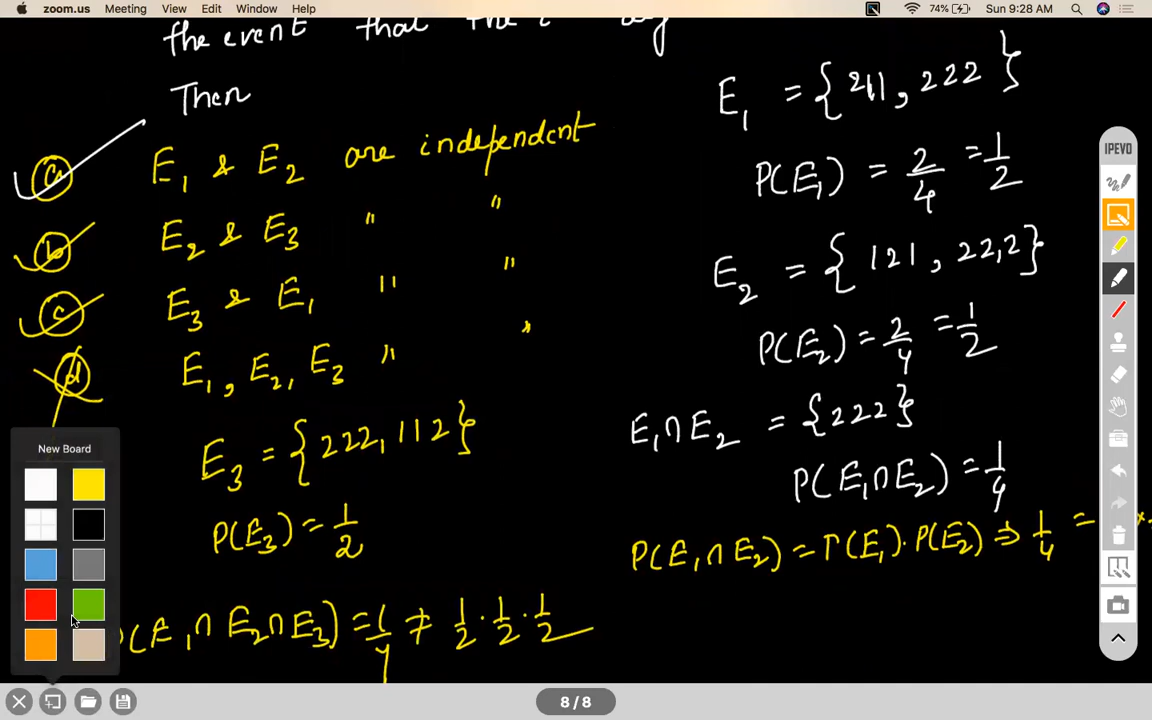 zoom.us Meeting View Edit Window Help 74% Sun 9:28 AM
the event that the
Then
(a) E₁ & E₂ are independent
(b) E₂ & E₃ " "
(c) E₃ & E₁ " "
(d) E₁, E₂, E₃ " "
E₃ = {222, 112}
P(E₃) = 1/2
P(E₁∩E₂∩E₃) = 1/4 ≠ 1/2 · 1/2 · 1/2
E₁ = {211, 222}
P(E₁) = 2/4 = 1/2
E₂ = {121, 222}
P(E₂) = 2/4 = 1/2
E₁∩E₂ = {222}
P(E₁∩E₂) = 1/4
P(E₁∩E₂) = P(E₁)·P(E₂) ⇒ 1/4 =
New Board
IPEVO
8/8